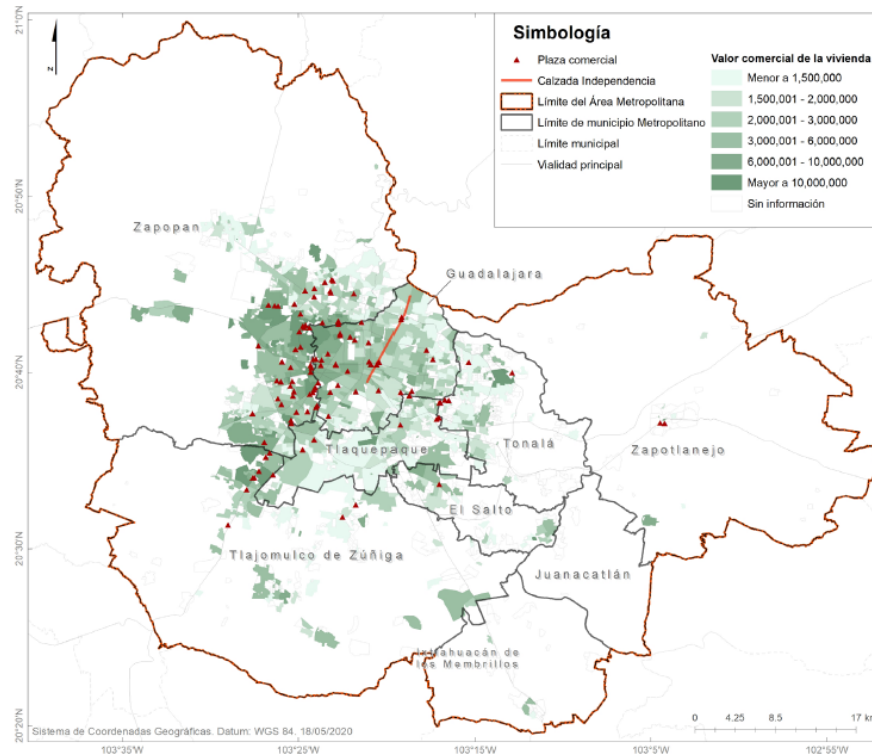 Simbología
Plaza comercial
Calzada Independencia
Límite del Área Metropolitana
Límite de municipio Metropolitano
Límite municipal
Vialidad principal
Valor comercial de la vivienda
Menor a 1,500,000
1,500,001 - 2,000,000
2,000,001 - 3,000,000
3,000,001 - 6,000,000
6,000,001 - 10,000,000
Mayor a 10,000,000
Sin información
21°0'N
20°50'N
20°40'N
20°30'N
20°20'N
N
Zapopan
Guadalajara
Tlaquepaque
Tonalá
Zapotlanejo
El Salto
Tlajomulco de Zúñiga
Juanacatlán
Ixtlahuacán de
los Membrillos
Sistema de Coordenadas Geográficas. Datum: WGS 84. 18/05/2020
0 4.25 8.5 17 km
103°35'W 103°25'W 103°15'W 103°5'W 102°55'W